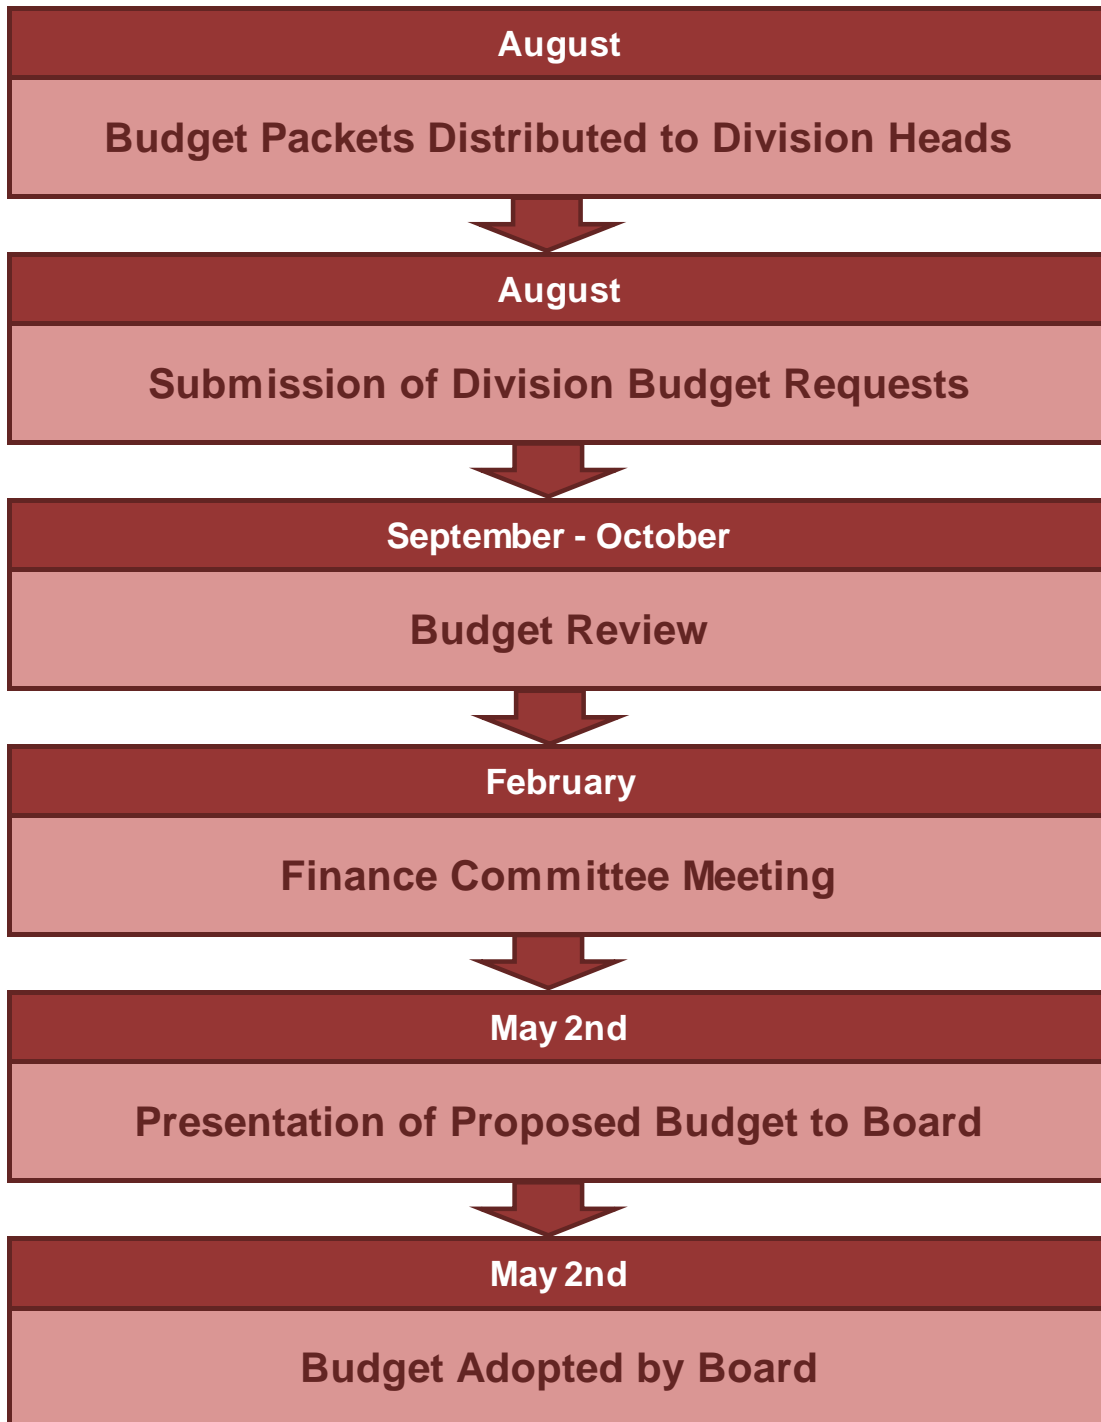 August
Budget Packets Distributed to Division Heads
August
Submission of Division Budget Requests
September - October
Budget Review
February
Finance Committee Meeting
May 2nd
Presentation of Proposed Budget to Board
May 2nd
Budget Adopted by Board